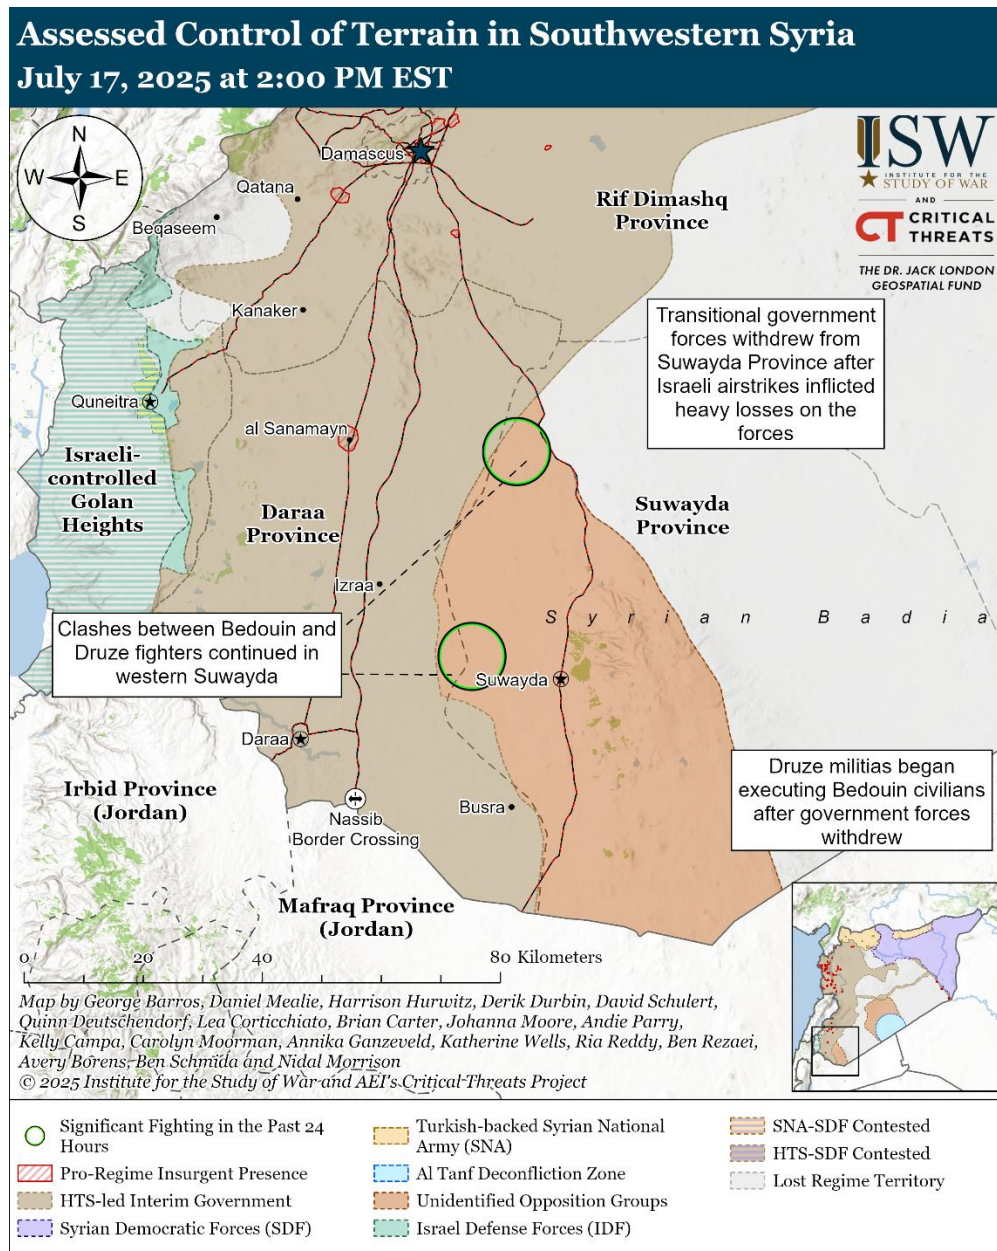 Assessed Control of Terrain in Southwestern Syria
July 17, 2025 at 2:00 PM EST
N
W
E
S
ISW
INSTITUTE FOR THE
STUDY OF WAR
AND
CT CRITICAL
THREATS
THE DR. JACK LONDON
GEOSPATIAL FUND
Damascus
Qatana
Beqaseem
Rif Dimashq
Province
Kanaker
Transitional government
forces withdrew from
Suwayda Province after
Israeli airstrikes inflicted
heavy losses on the
forces
Quneitra
al Sanamayn
Israeli-
controlled
Golan
Heights
Daraa
Province
Suwayda
Province
Izraa
Syrian Badia
Clashes between Bedouin and
Druze fighters continued in
western Suwayda
Suwayda
Daraa
Irbid Province
(Jordan)
Nassib
Border Crossing
Busra
Druze militias began
executing Bedouin civilians
after government forces
withdrew
Mafraq Province
(Jordan)
0 20 40 80 Kilometers
Map by George Barros, Daniel Mealie, Harrison Hurwitz, Derik Durbin, David Schulert,
Quinn Deutschendorf, Lea Corticchiato, Brian Carter, Johanna Moore, Andie Parry,
Kelly Campa, Carolyn Moorman, Annika Ganzeveld, Katherine Wells, Ria Reddy, Ben Rezaei,
Avery Borens, Ben Schmida and Nidal Morrison
© 2025 Institute for the Study of War and AEI's Critical Threats Project
Significant Fighting in the Past 24
Hours
Pro-Regime Insurgent Presence
HTS-led Interim Government
Syrian Democratic Forces (SDF)
Turkish-backed Syrian National
Army (SNA)
Al Tanf Deconfliction Zone
Unidentified Opposition Groups
Israel Defense Forces (IDF)
SNA-SDF Contested
HTS-SDF Contested
Lost Regime Territory